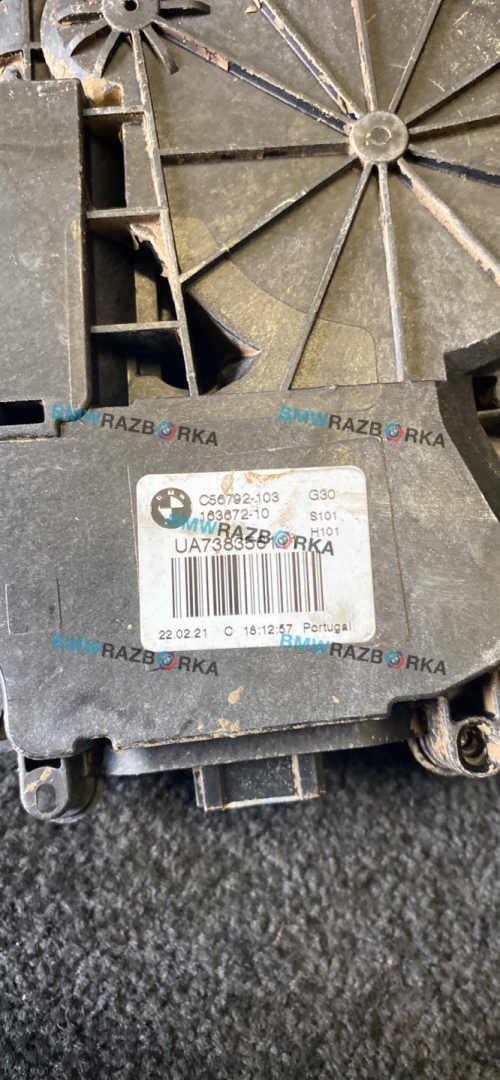 BMWRAZBORKA BMWRAZBORKA
BMW
C56792-103 G30
163672-10 S101
H101
BMWRAZBORKA
22.02.21 C 18:12:57 Portugal
BMWRAZBORKA BMWRAZBORKA